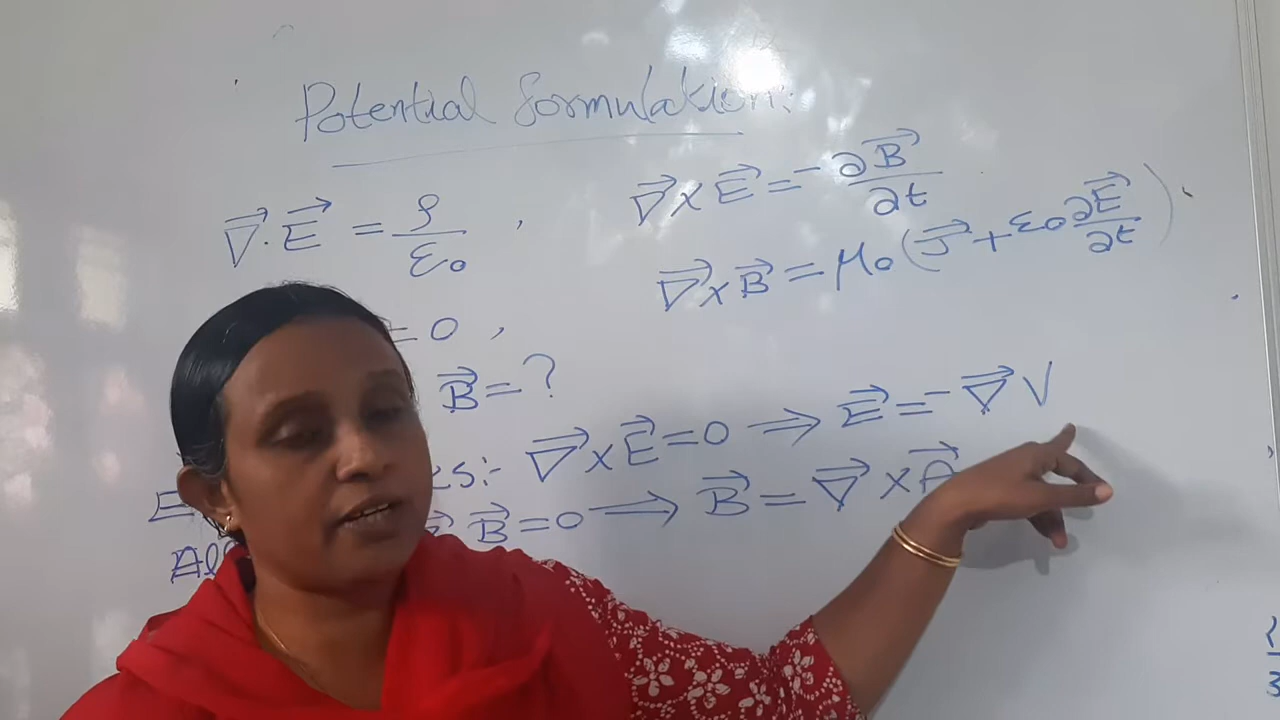 Potential formulation:
∇⃗·E⃗ = ρ/ε₀ , ∇⃗×E⃗ = -∂B⃗/∂t
= 0 , ∇⃗×B⃗ = μ₀(J⃗+ε₀∂E⃗/∂t).
B⃗ = ?
s:- ∇⃗×E⃗ = 0 ⟹ E⃗ = -∇⃗V
B⃗ = 0 ⟹ B⃗ = ∇⃗×A⃗